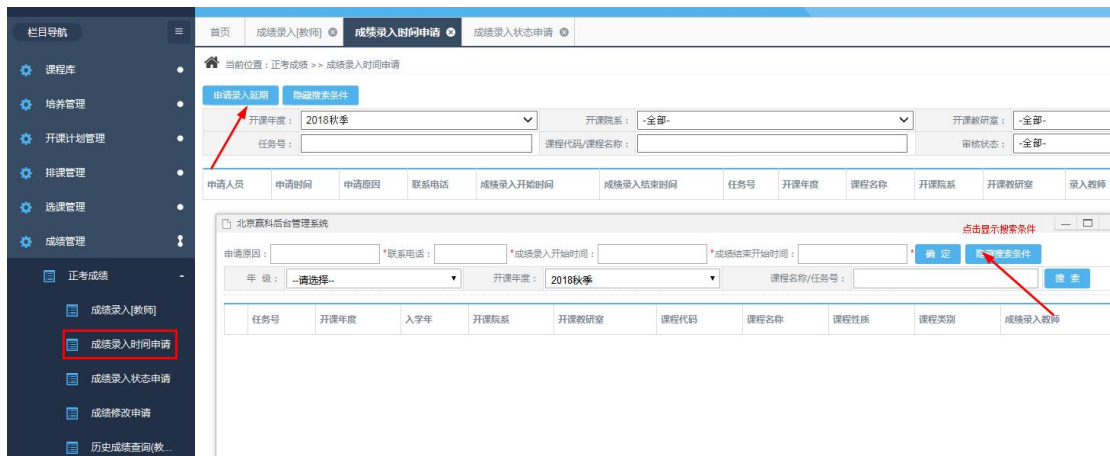 栏目导航
首页 成绩录入[教师] 成绩录入时间申请 成绩录入状态申请
课程库
培养管理
开课计划管理
排课管理
选课管理
成绩管理
正考成绩 -
成绩录入[教师]
成绩录入时间申请
成绩录入状态申请
成绩修改申请
历史成绩查询(教...
当前位置：正考成绩 >> 成绩录入时间申请
申请录入延期 隐藏搜索条件
开课年度： 2018秋季 开课院系： -全部- 开课教研室： -全部-
任务号： 课程代码/课程名称： 审核状态： -全部-
申请人员 申请时间 申请原因 联系电话 成绩录入开始时间 成绩录入结束时间 任务号 开课年度 课程名称 开课院系 开课教研室 录入教师
北京赢科后台管理系统
点击显示搜索条件
申请原因： *联系电话： *成绩录入开始时间： *成绩结束开始时间： * 确 定 隐藏搜索条件
年 级： --请选择-- 开课年度： 2018秋季 课程名称/任务号： 搜 索
任务号 开课年度 入学年 开课院系 开课教研室 课程代码 课程名称 课程性质 课程类别 成绩录入教师